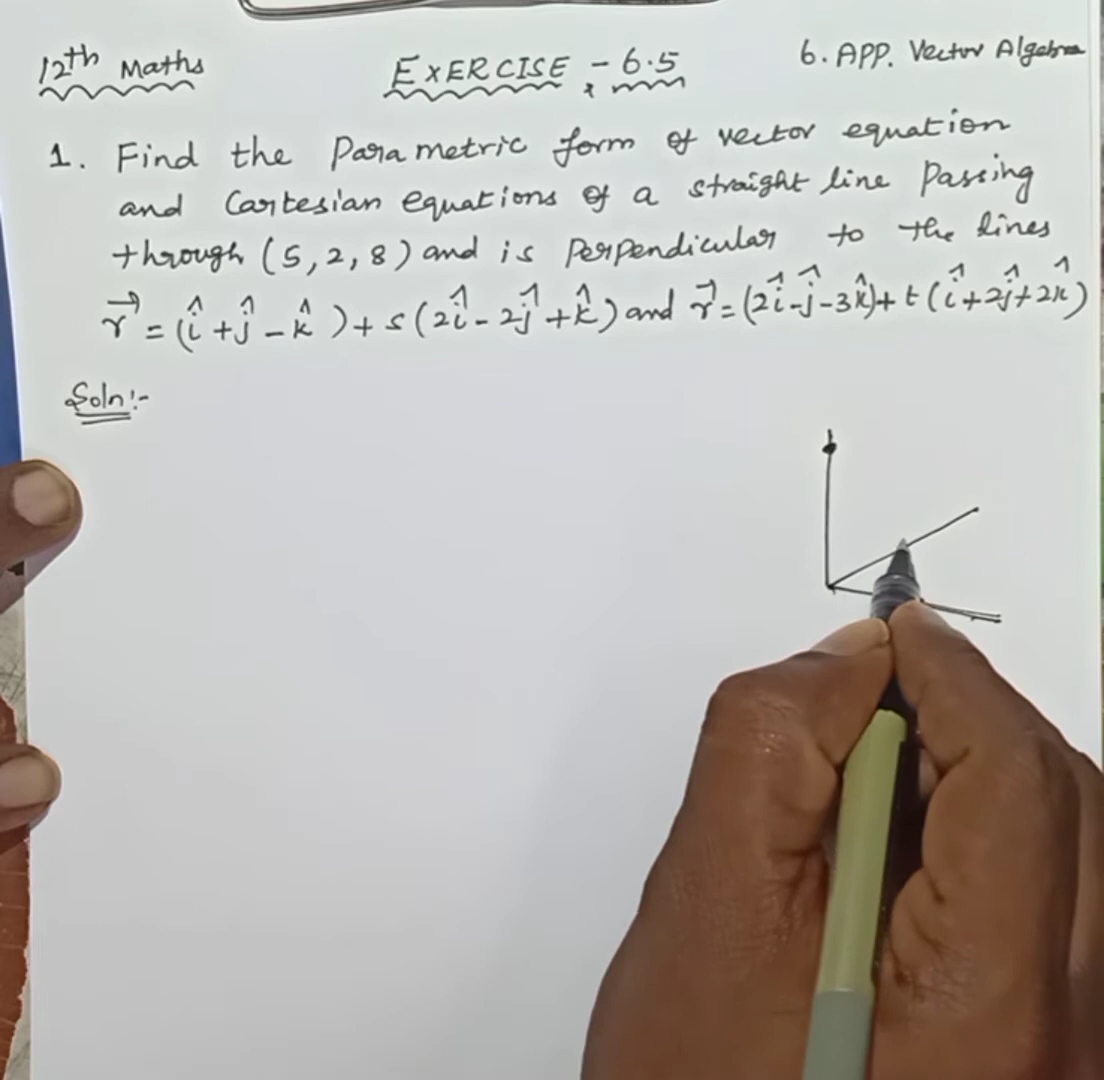 12th Maths
EXERCISE - 6.5
6. APP. Vector Algebra
1. Find the Parametric form of vector equation
and Cartesian equations of a straight line Passing
through (5, 2, 8) and is Perpendicular to the lines
r⃗ = (î + ĵ - k̂) + s(2î - 2ĵ + k̂) and r⃗ = (2î - ĵ - 3k̂) + t(î + 2ĵ + 2k̂)
Soln:-